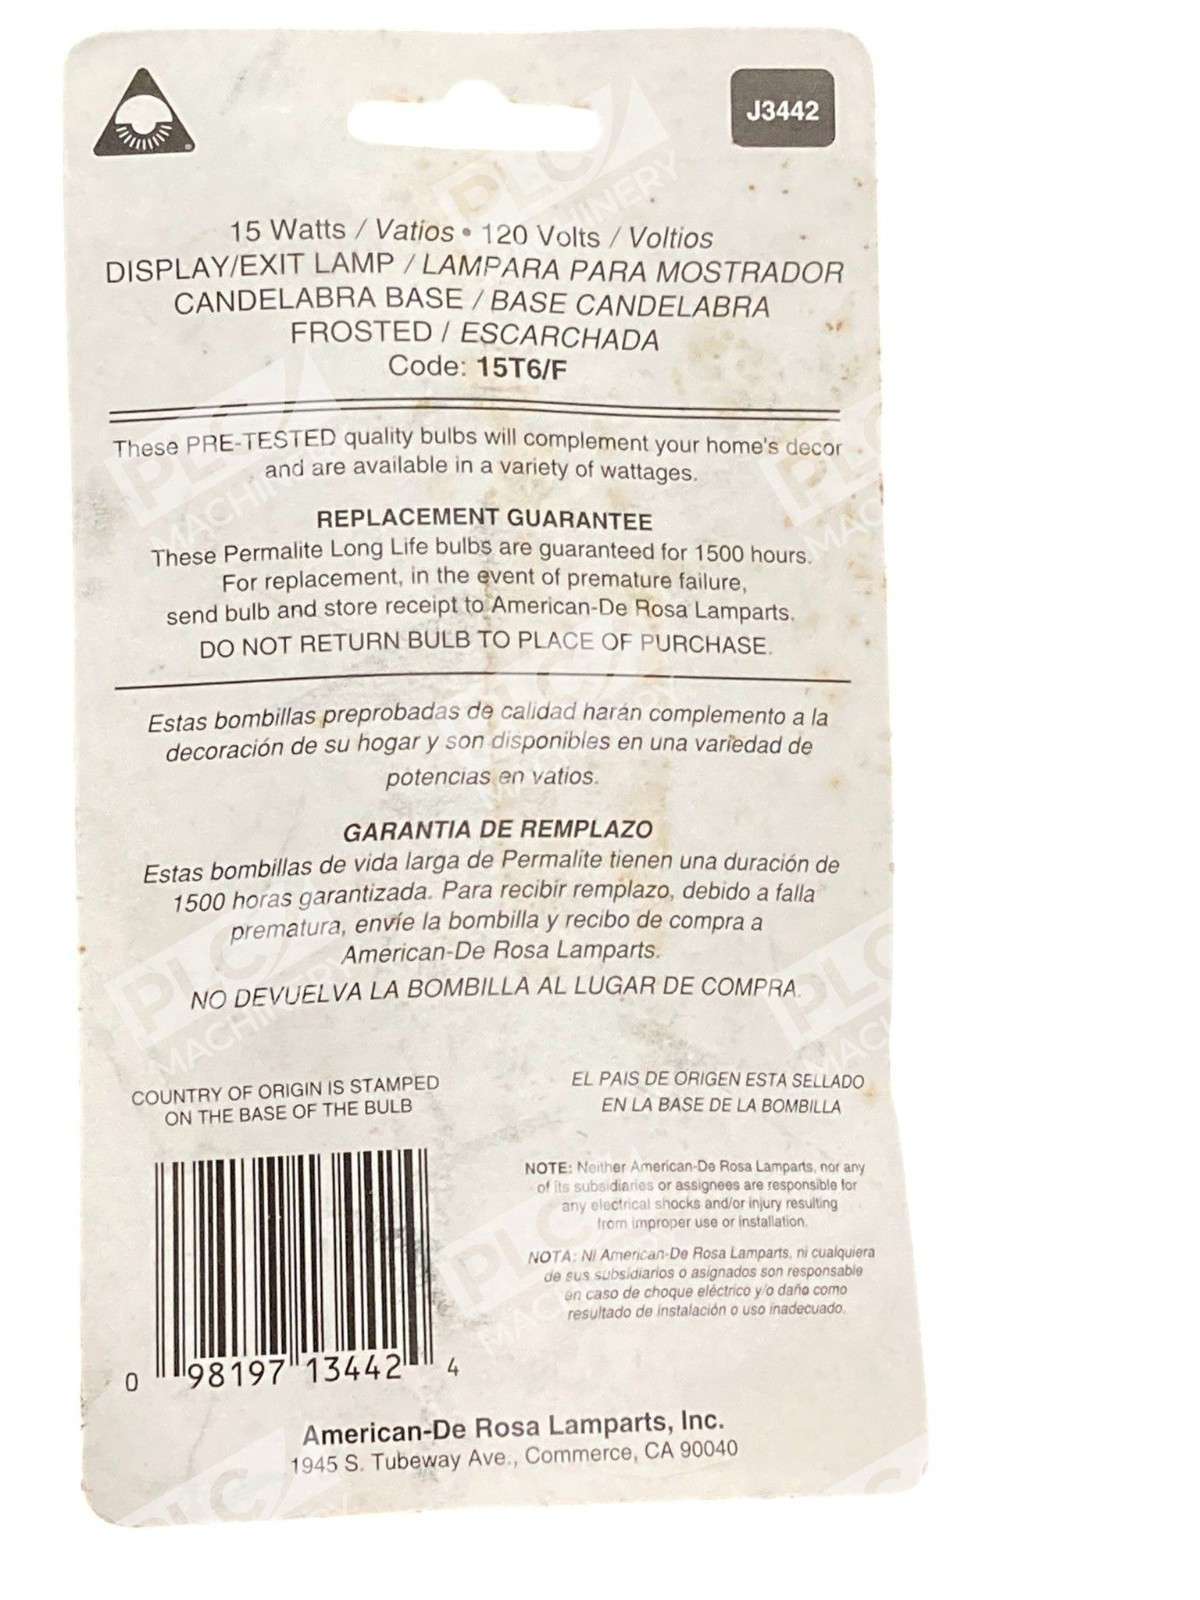 J3442
15 Watts / Vatios • 120 Volts / Voltios
DISPLAY/EXIT LAMP / LAMPARA PARA MOSTRADOR
CANDELABRA BASE / BASE CANDELABRA
FROSTED / ESCARCHADA
Code: 15T6/F
These PRE-TESTED quality bulbs will complement your home's decor
and are available in a variety of wattages.
REPLACEMENT GUARANTEE
These Permalite Long Life bulbs are guaranteed for 1500 hours.
For replacement, in the event of premature failure,
send bulb and store receipt to American-De Rosa Lamparts.
DO NOT RETURN BULB TO PLACE OF PURCHASE.
Estas bombillas preprobadas de calidad harán complemento a la
decoración de su hogar y son disponibles en una variedad de
potencias en vatios.
GARANTIA DE REMPLAZO
Estas bombillas de vida larga de Permalite tienen una duración de
1500 horas garantizada. Para recibir remplazo, debido a falla
prematura, envíe la bombilla y recibo de compra a
American-De Rosa Lamparts.
NO DEVUELVA LA BOMBILLA AL LUGAR DE COMPRA.
COUNTRY OF ORIGIN IS STAMPED
ON THE BASE OF THE BULB
EL PAIS DE ORIGEN ESTA SELLADO
EN LA BASE DE LA BOMBILLA
NOTE: Neither American-De Rosa Lamparts, nor any
of its subsidiaries or assignees are responsible for
any electrical shocks and/or injury resulting
from improper use or installation.
NOTA: Ni American-De Rosa Lamparts, ni cualquiera
de sus subsidiarios o asignados son responsable
en caso de choque eléctrico y/o daño como
resultado de instalación o uso inadecuado.
0 98197 13442 4
American-De Rosa Lamparts, Inc.
1945 S. Tubeway Ave., Commerce, CA 90040
PLC MACHINERY